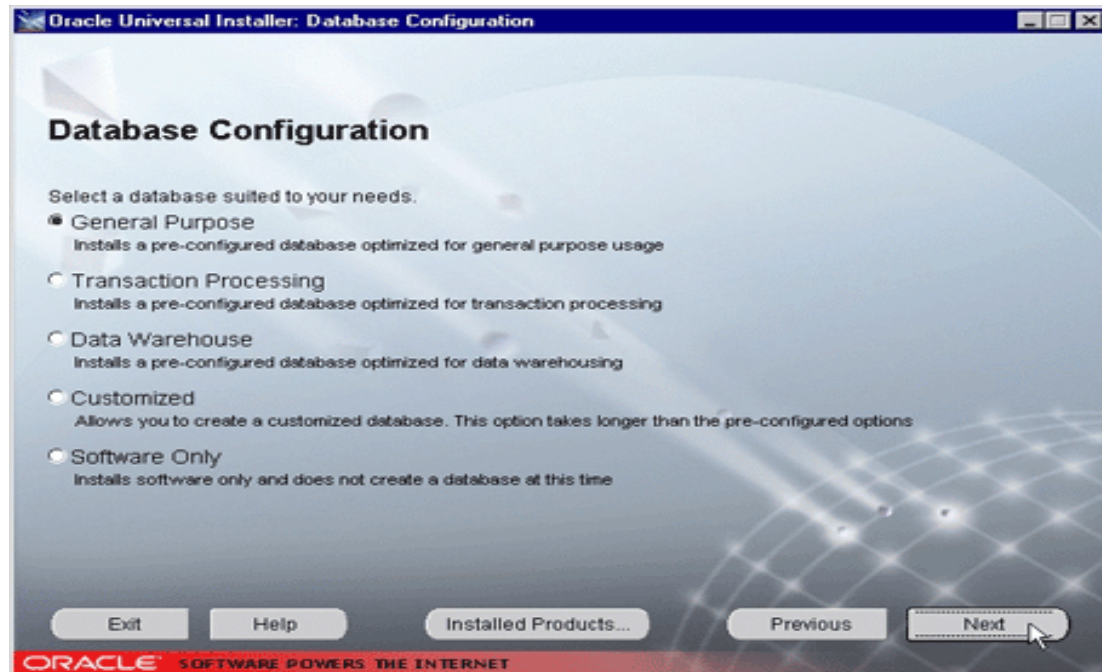 Oracle Universal Installer: Database Configuration
Database Configuration
Select a database suited to your needs.
General Purpose
Installs a pre-configured database optimized for general purpose usage
Transaction Processing
Installs a pre-configured database optimized for transaction processing
Data Warehouse
Installs a pre-configured database optimized for data warehousing
Customized
Allows you to create a customized database. This option takes longer than the pre-configured options
Software Only
Installs software only and does not create a database at this time
Exit Help Installed Products... Previous Next
ORACLE SOFTWARE POWERS THE INTERNET